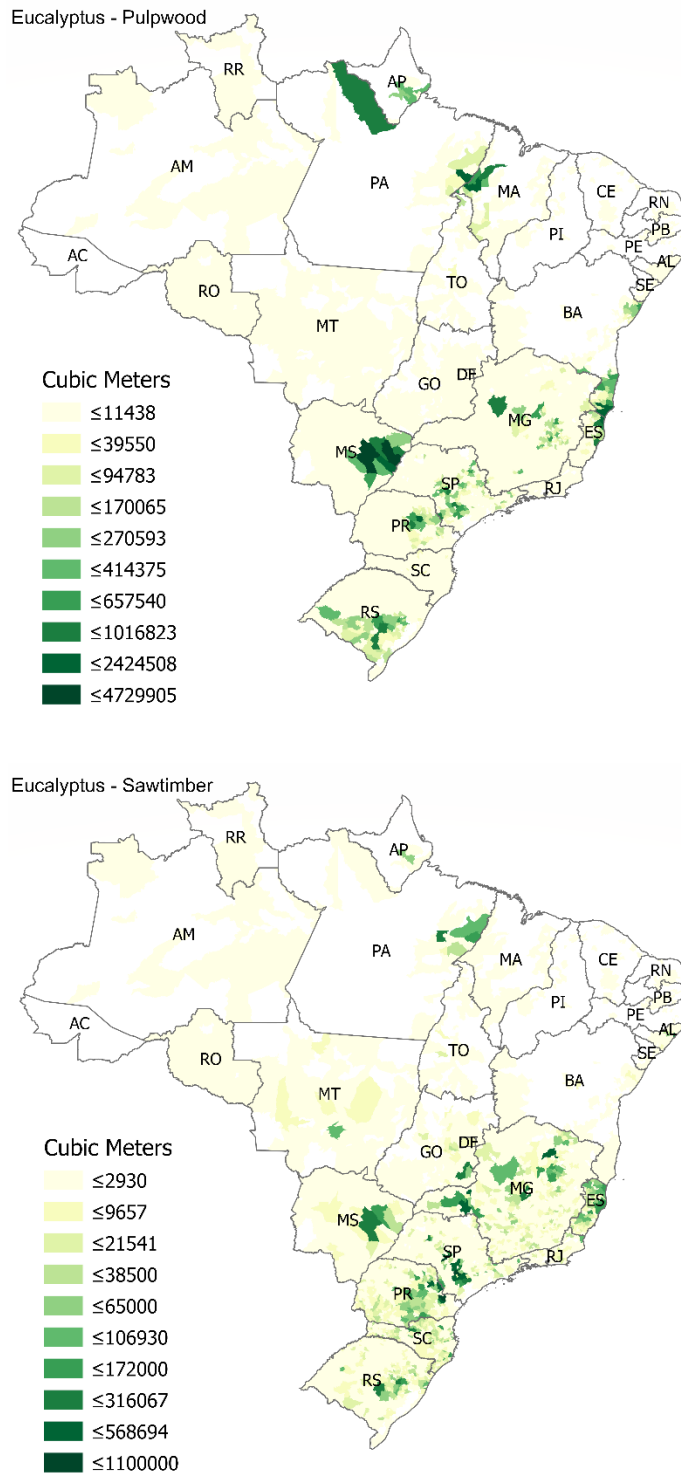 Eucalyptus - Pulpwood
RR
AP
AM
PA
MA
CE
RN
PB
PI
PE
AL
AC
SE
TO
RO
BA
MT
GO
DF
Cubic Meters
≤11438
≤39550
≤94783
≤170065
≤270593
≤414375
≤657540
≤1016823
≤2424508
≤4729905
MG
ES
MS
SP
RJ
PR
SC
RS
Eucalyptus - Sawtimber
RR
AP
AM
PA
MA
CE
RN
PB
PI
PE
AL
AC
SE
TO
RO
BA
MT
GO
DF
Cubic Meters
≤2930
≤9657
≤21541
≤38500
≤65000
≤106930
≤172000
≤316067
≤568694
≤1100000
MG
ES
MS
SP
RJ
PR
SC
RS